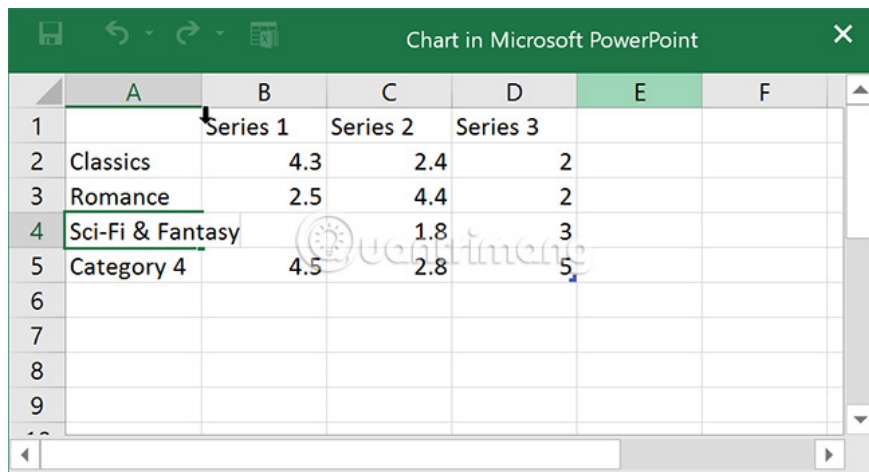 Chart in Microsoft PowerPoint
A B C D E F
1 Series 1 Series 2 Series 3
2 Classics 4.3 2.4 2
3 Romance 2.5 4.4 2
4 Sci-Fi & Fantasy 1.8 3
Quantrimang
5 Category 4 4.5 2.8 5
6
7
8
9